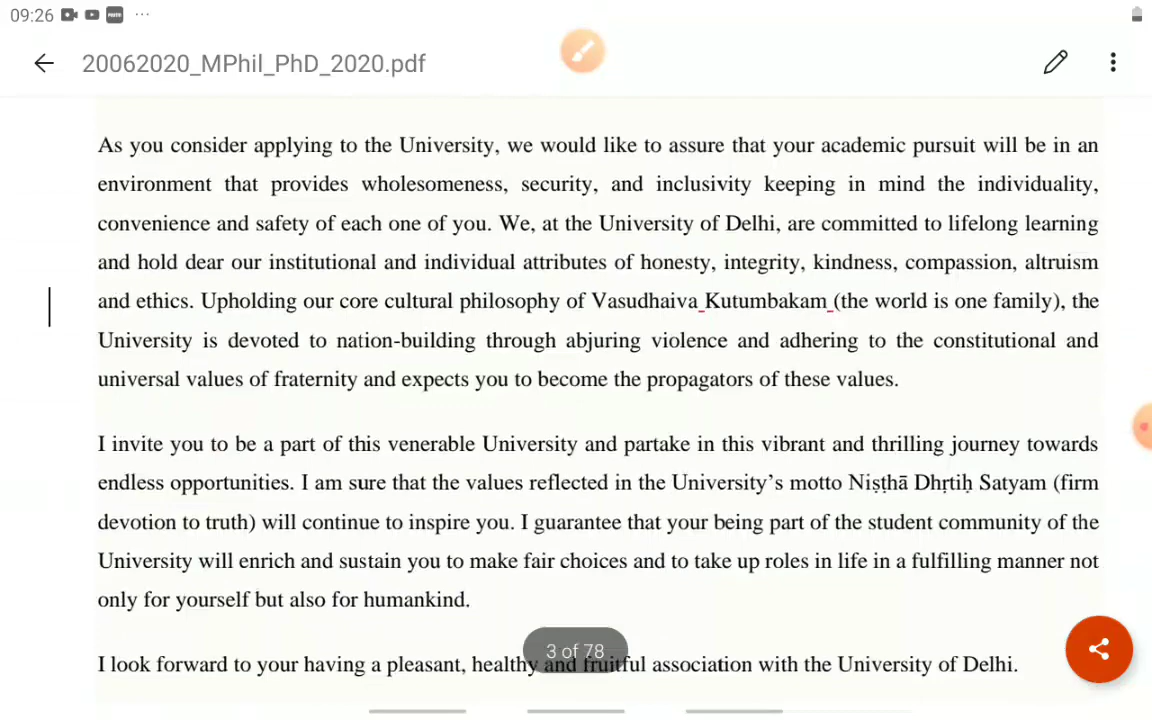 09:26 ...
20062020_MPhil_PhD_2020.pdf
As you consider applying to the University, we would like to assure that your academic pursuit will be in an
environment that provides wholesomeness, security, and inclusivity keeping in mind the individuality,
convenience and safety of each one of you. We, at the University of Delhi, are committed to lifelong learning
and hold dear our institutional and individual attributes of honesty, integrity, kindness, compassion, altruism
and ethics. Upholding our core cultural philosophy of Vasudhaiva Kutumbakam (the world is one family), the
University is devoted to nation-building through abjuring violence and adhering to the constitutional and
universal values of fraternity and expects you to become the propagators of these values.
I invite you to be a part of this venerable University and partake in this vibrant and thrilling journey towards
endless opportunities. I am sure that the values reflected in the University’s motto Niṣṭhā Dhṛtiḥ Satyam (firm
devotion to truth) will continue to inspire you. I guarantee that your being part of the student community of the
University will enrich and sustain you to make fair choices and to take up roles in life in a fulfilling manner not
only for yourself but also for humankind.
3 of 78
I look forward to your having a pleasant, healthy and fruitful association with the University of Delhi.